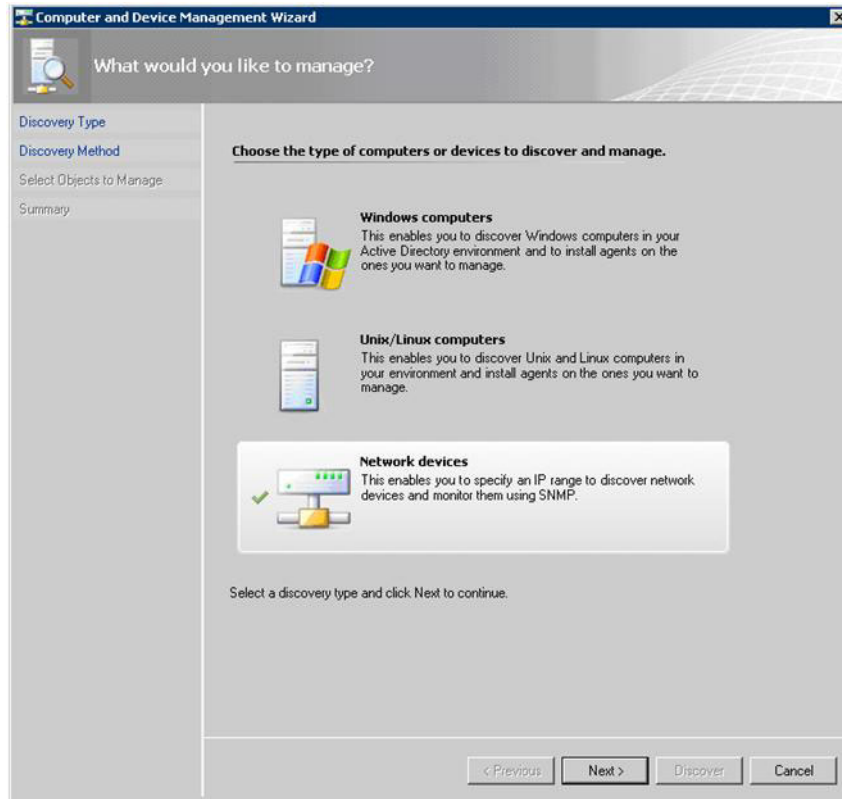 Computer and Device Management Wizard
What would you like to manage?
Discovery Type
Discovery Method
Select Objects to Manage
Summary
Choose the type of computers or devices to discover and manage.
Windows computers
This enables you to discover Windows computers in your
Active Directory environment and to install agents on the
ones you want to manage.
Unix/Linux computers
This enables you to discover Unix and Linux computers in
your environment and install agents on the ones you want to
manage.
Network devices
This enables you to specify an IP range to discover network
devices and monitor them using SNMP.
Select a discovery type and click Next to continue.
< Previous Next > Discover Cancel